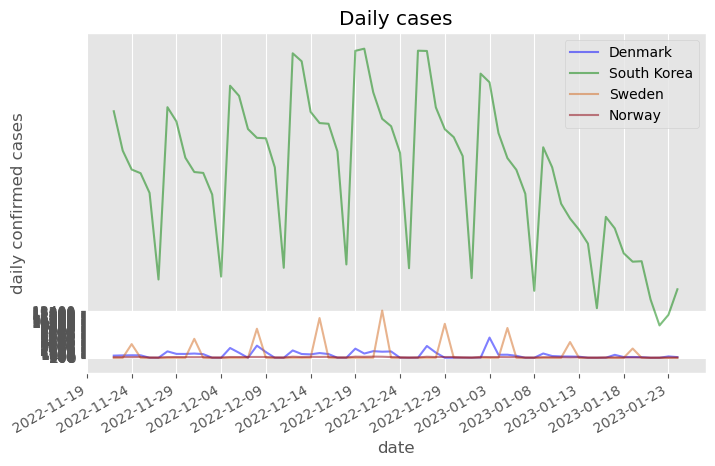 Daily cases
Denmark
South Korea
Sweden
Norway
daily confirmed cases
2022-11-19
2022-11-24
2022-11-29
2022-12-04
2022-12-09
2022-12-14
2022-12-19
2022-12-24
2022-12-29
2023-01-03
2023-01-08
2023-01-13
2023-01-18
2023-01-23
date